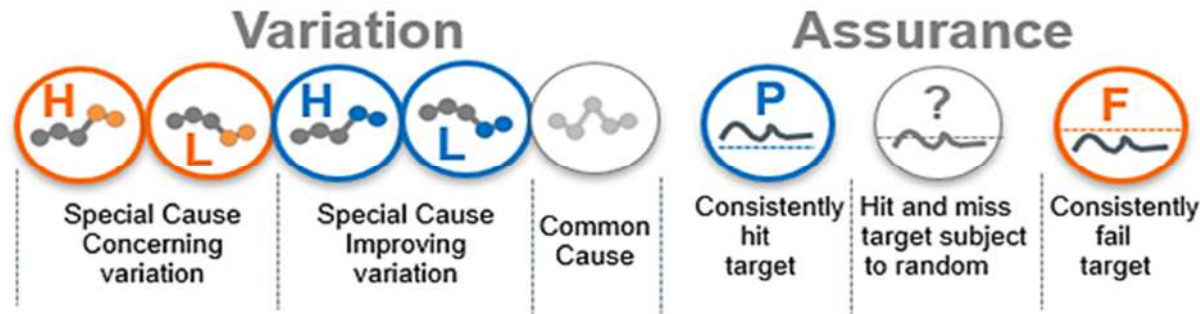 Variation
Assurance
H
L
H
L
P
?
F
Special Cause
Concerning
variation
Special Cause
Improving
variation
Common
Cause
Consistently
hit
target
Hit and miss
target subject
to random
Consistently
fail
target